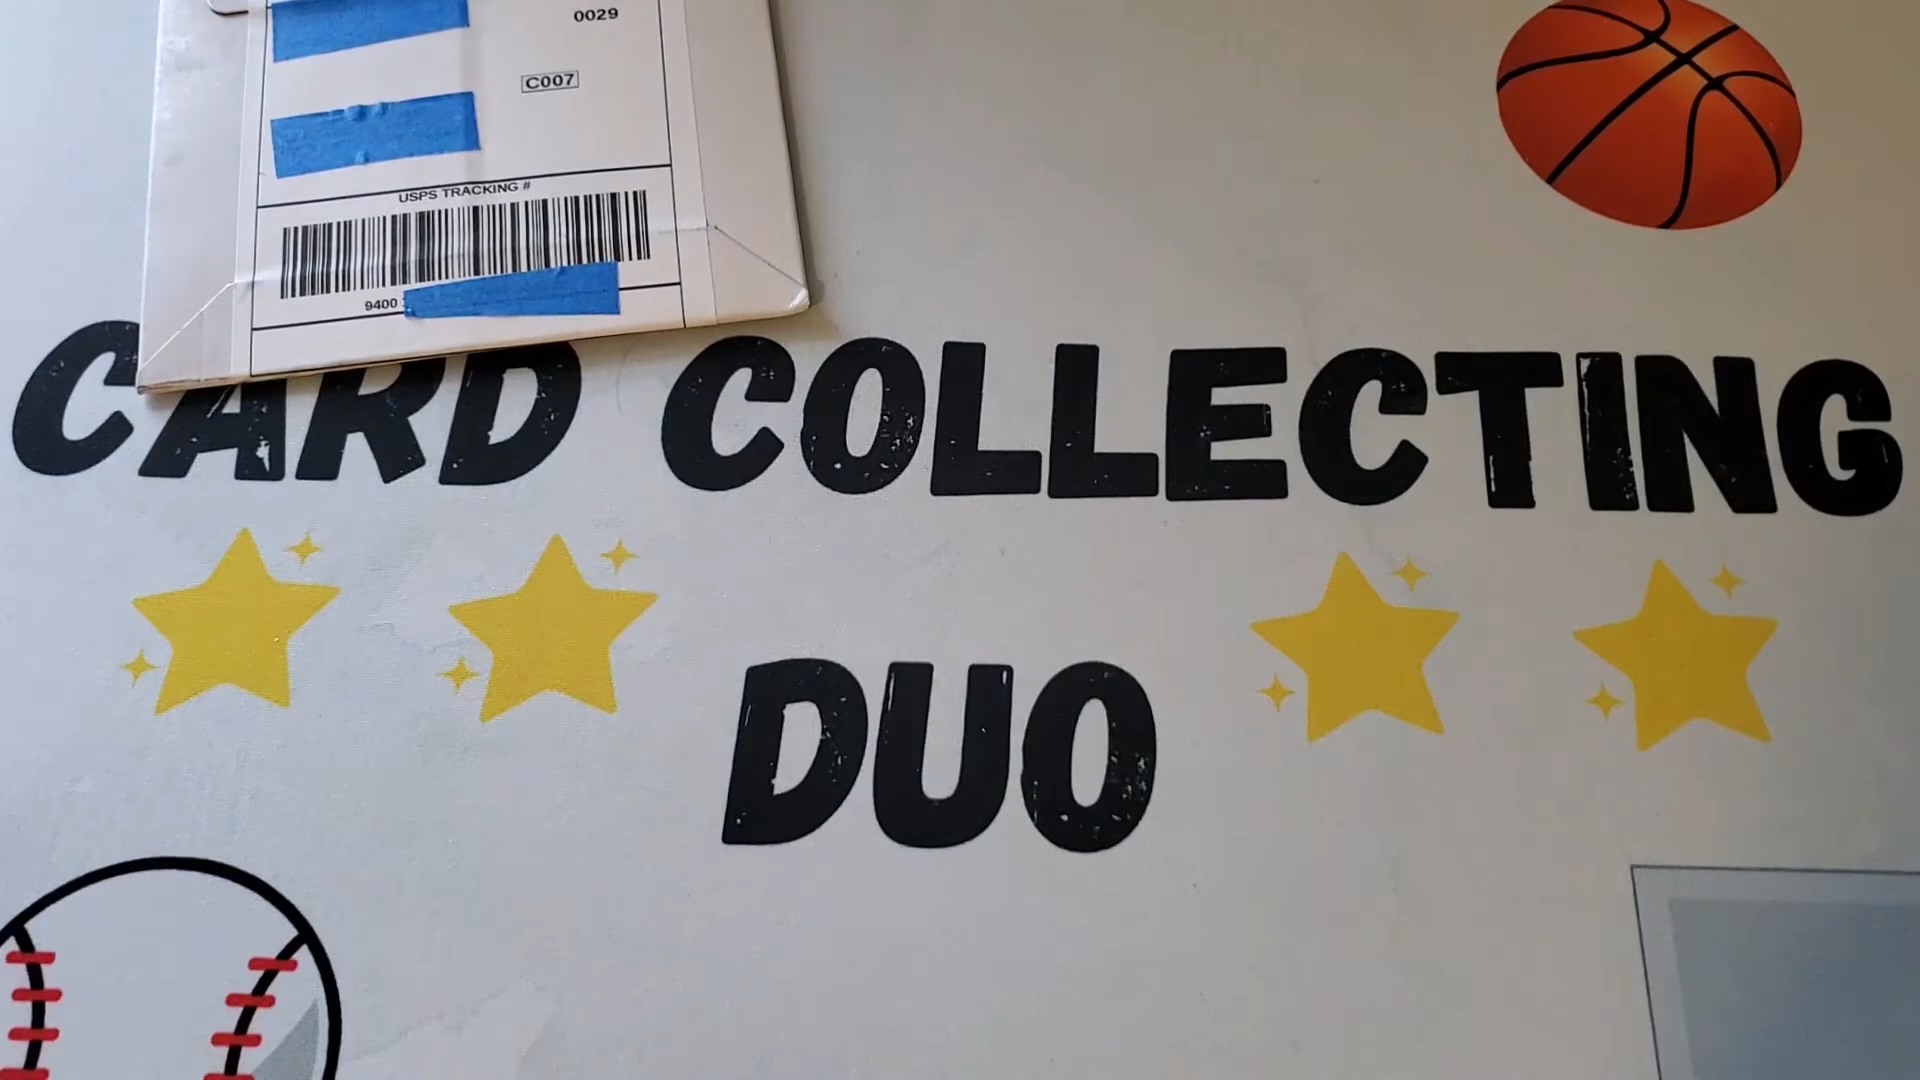 0029
C007
USPS TRACKING #
9400
CARD COLLECTING
DUO